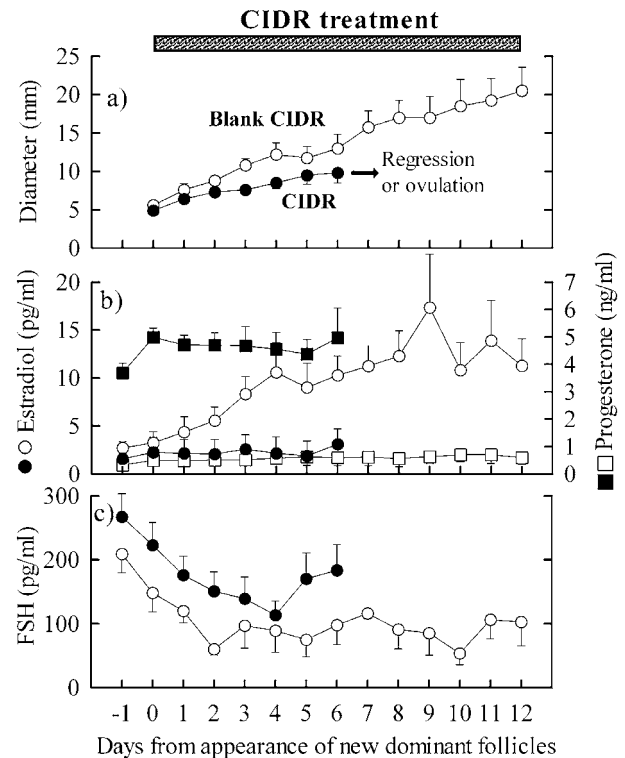 CIDR treatment
a)
Diameter (mm)
25
20
15
10
5
0
Blank CIDR
CIDR
Regression
or ovulation
b)
Estradiol (pg/ml)
20
15
10
5
0
7
6
5
4
3
2
1
0
Progesterone (ng/ml)
c)
FSH (pg/ml)
300
200
100
0
-1 0 1 2 3 4 5 6 7 8 9 10 11 12
Days from appearance of new dominant follicles